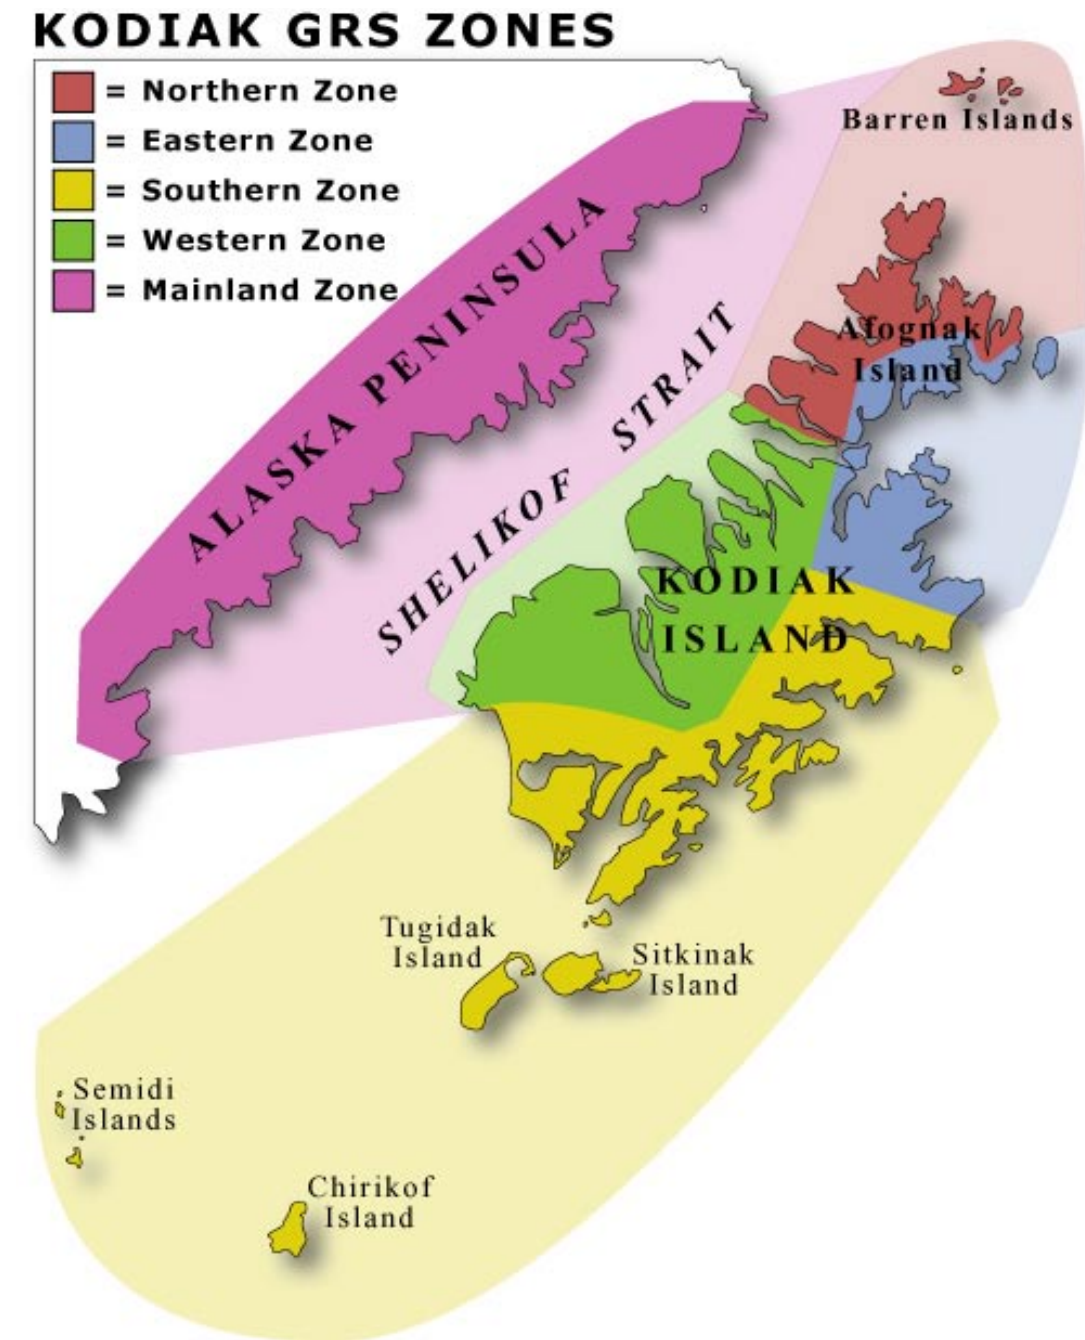 KODIAK GRS ZONES
= Northern Zone
= Eastern Zone
= Southern Zone
= Western Zone
= Mainland Zone
Barren Islands
ALASKA PENINSULA
SHELIKOF STRAIT
Afognak
Island
KODIAK
ISLAND
Tugidak
Island
Sitkinak
Island
Semidi
Islands
Chirikof
Island